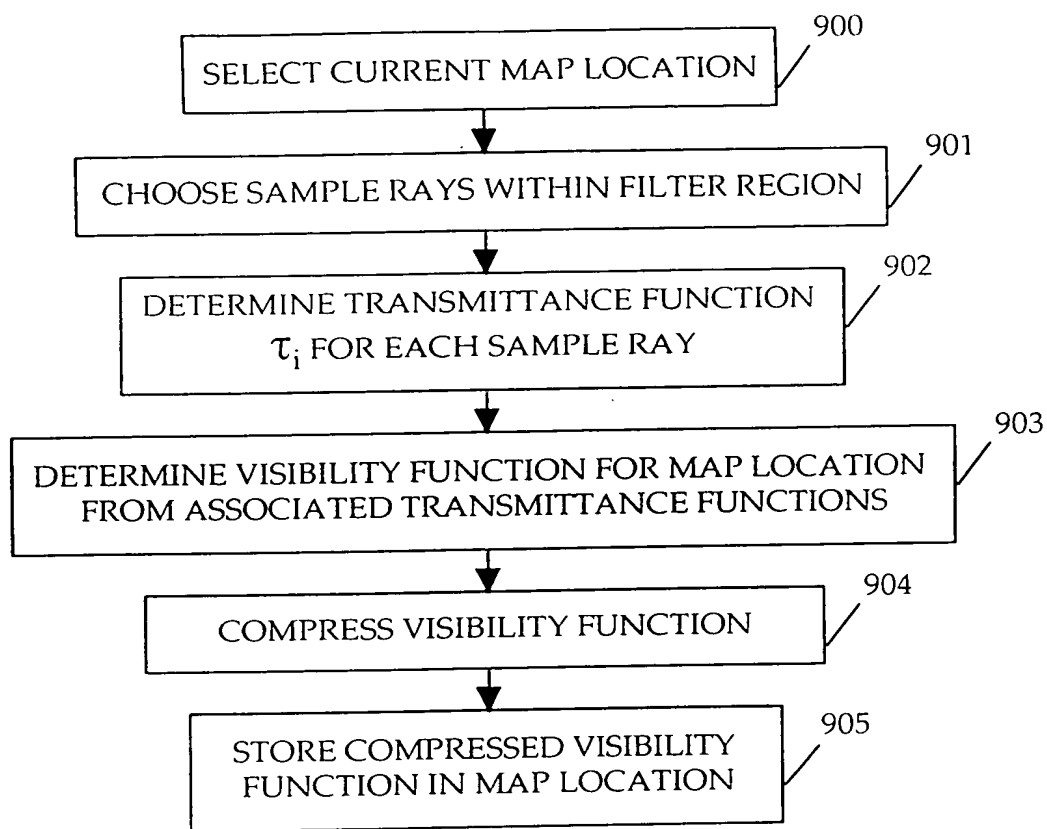 900
SELECT CURRENT MAP LOCATION
901
CHOOSE SAMPLE RAYS WITHIN FILTER REGION
902
DETERMINE TRANSMITTANCE FUNCTION
τi FOR EACH SAMPLE RAY
903
DETERMINE VISIBILITY FUNCTION FOR MAP LOCATION
FROM ASSOCIATED TRANSMITTANCE FUNCTIONS
904
COMPRESS VISIBILITY FUNCTION
905
STORE COMPRESSED VISIBILITY
FUNCTION IN MAP LOCATION